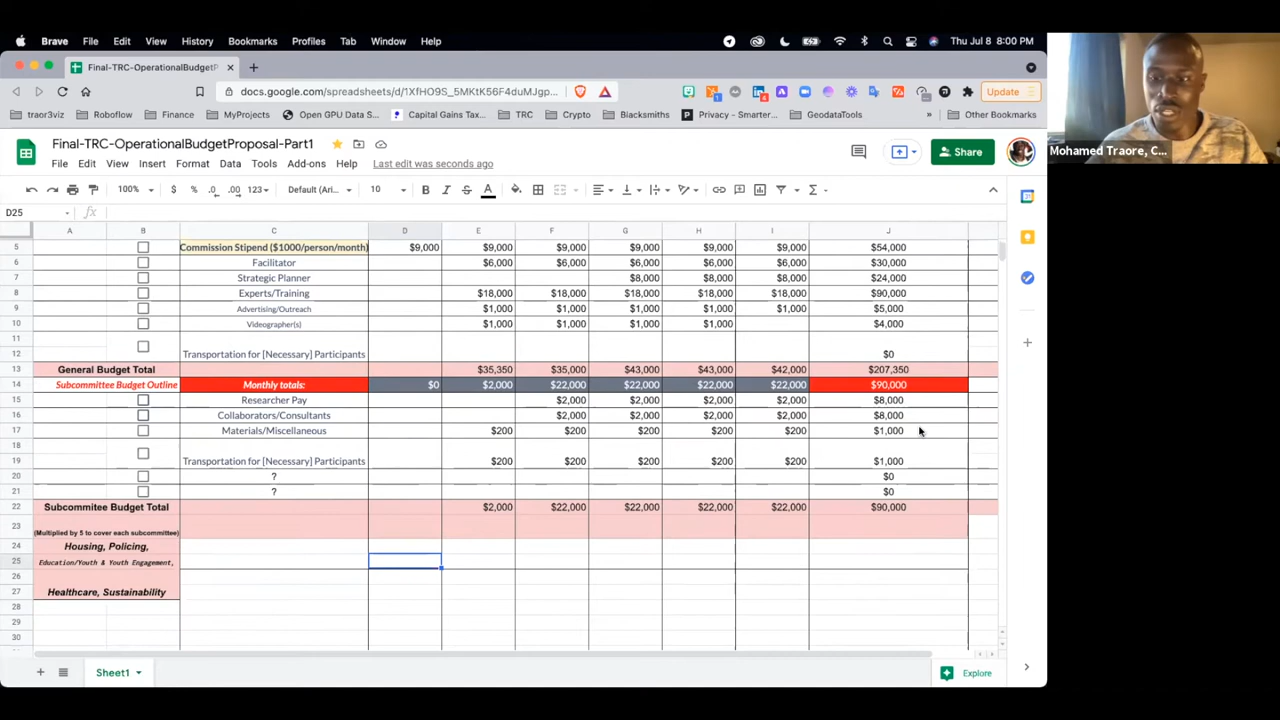 Brave File Edit View History Bookmarks Profiles Tab Window Help Thu Jul 8 8:00 PM
Final-TRC-OperationalBudgetP
docs.google.com/spreadsheets/d/1XfHO9S_5MKtK56F4duMJgp... Update
traor3viz Roboflow Finance MyProjects Open GPU Data S... Capital Gains Tax... TRC Crypto Blacksmiths Privacy – Smarter... GeodataTools » Other Bookmarks
Mohamed Traore, C...
Final-TRC-OperationalBudgetProposal-Part1
Share
File Edit View Insert Format Data Tools Add-ons Help Last edit was seconds ago
100% $ % .0 .00 123 Default (Ari... 10 B I S A
D25 fx
A B C D E F G H I J
5 Commission Stipend ($1000/person/month) $9,000 $9,000 $9,000 $9,000 $9,000 $9,000 $54,000
6 Facilitator $6,000 $6,000 $6,000 $6,000 $6,000 $30,000
7 Strategic Planner $8,000 $8,000 $8,000 $24,000
8 Experts/Training $18,000 $18,000 $18,000 $18,000 $18,000 $90,000
9 Advertising/Outreach $1,000 $1,000 $1,000 $1,000 $1,000 $5,000
10 Videographer(s) $1,000 $1,000 $1,000 $1,000 $4,000
11
12 Transportation for [Necessary] Participants $0
13 General Budget Total $35,350 $35,000 $43,000 $43,000 $42,000 $207,350
14 Subcommittee Budget Outline Monthly totals: $0 $2,000 $22,000 $22,000 $22,000 $22,000 $90,000
15 Researcher Pay $2,000 $2,000 $2,000 $2,000 $8,000
16 Collaborators/Consultants $2,000 $2,000 $2,000 $2,000 $8,000
17 Materials/Miscellaneous $200 $200 $200 $200 $200 $1,000
18
19 Transportation for [Necessary] Participants $200 $200 $200 $200 $200 $1,000
20 ? $0
21 ? $0
22 Subcommitee Budget Total $2,000 $22,000 $22,000 $22,000 $22,000 $90,000
23 (Multiplied by 5 to cover each subcommittee)
24 Housing, Policing,
25 Education/Youth & Youth Engagement,
26
27 Healthcare, Sustainability
28
29
30
Sheet1 Explore